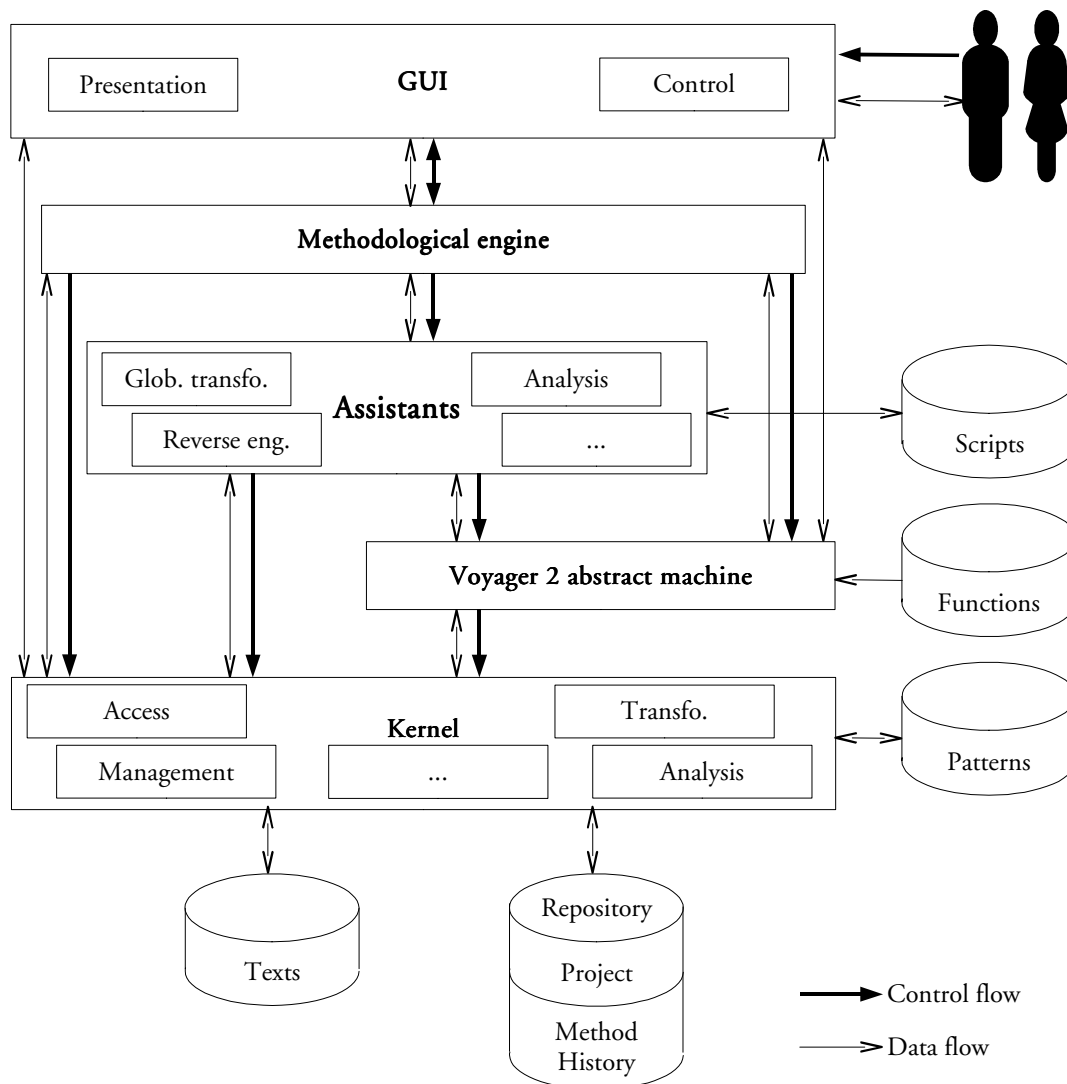 GUI
Presentation
Control
Methodological engine
Glob. transfo.
Analysis
Assistants
Reverse eng.
...
Scripts
Voyager 2 abstract machine
Functions
Access
Transfo.
Kernel
Management
...
Analysis
Patterns
Repository
Texts
Project
Method
History
Control flow
Data flow